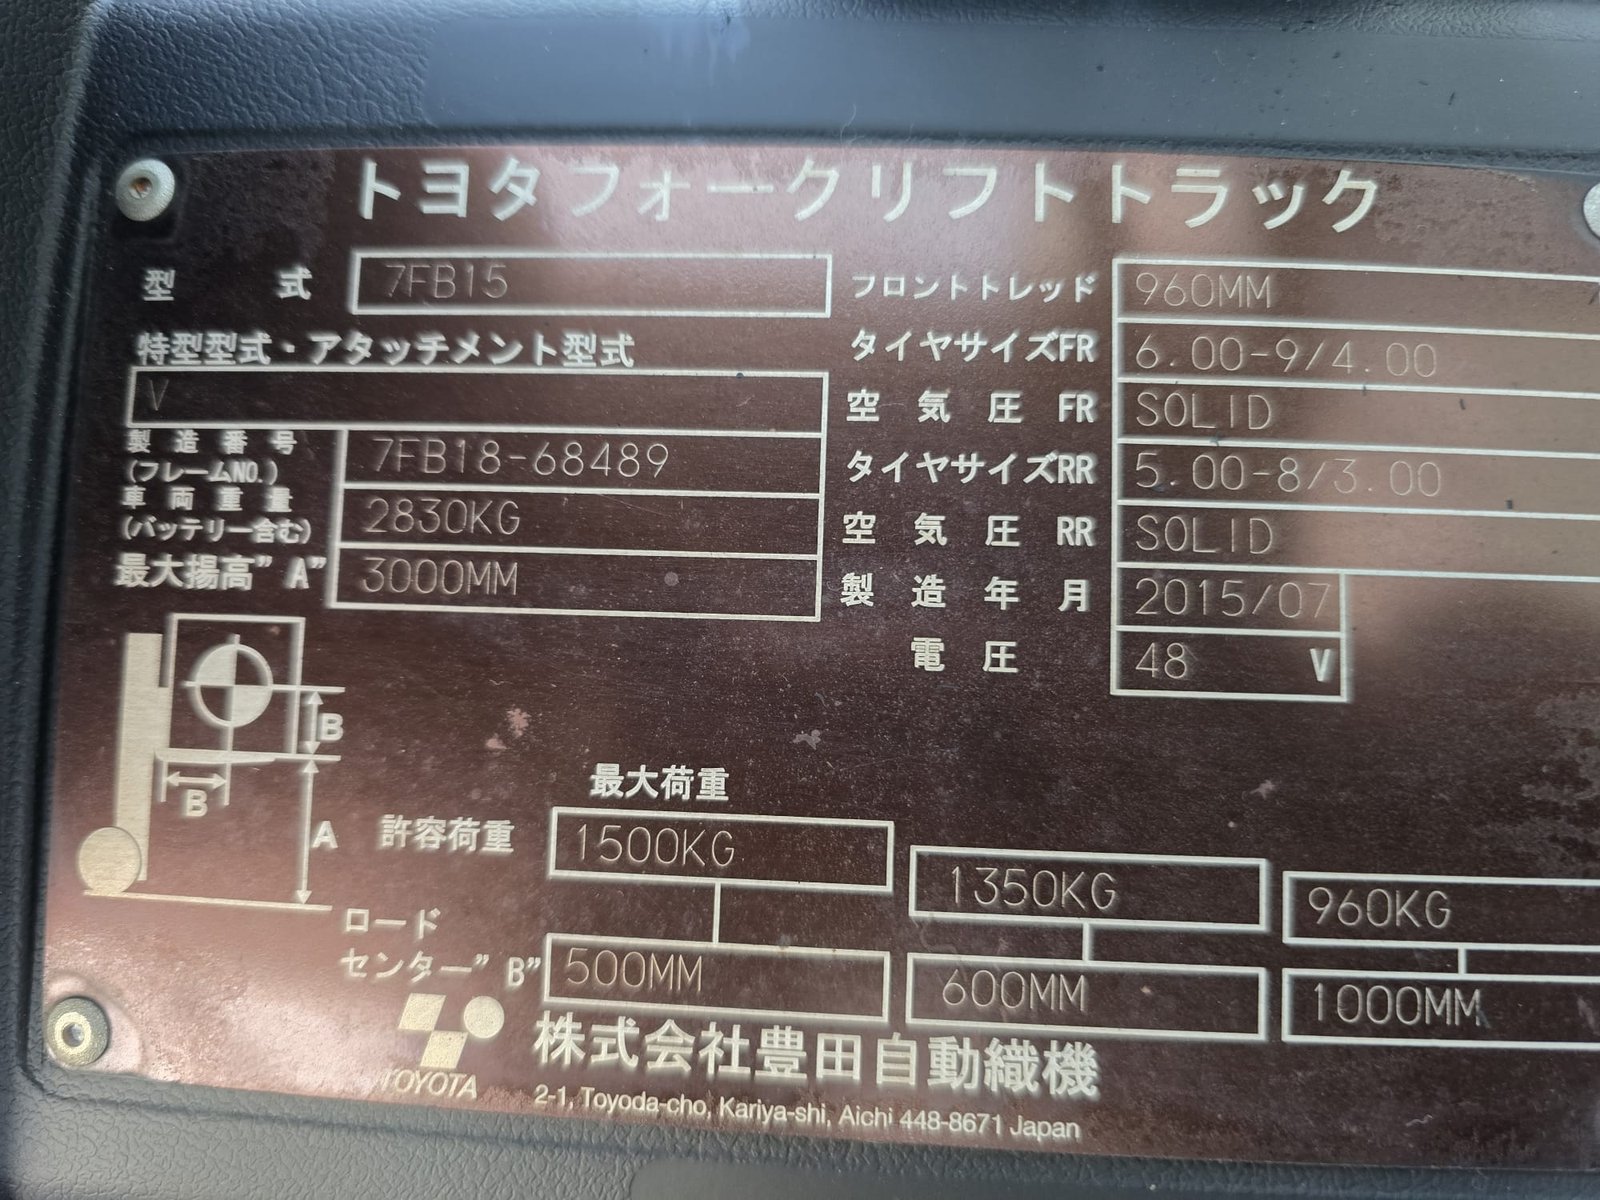 トヨタフォークリフトトラック
型式 7FB15
特型型式・アタッチメント型式
V
製造番号
(フレームNO.)
7FB18-68489
車両重量
(バッテリー含む)
2830KG
最大揚高"A" 3000MM
フロントトレッド 960MM
タイヤサイズFR 6.00-9/4.00
空気圧 FR SOLID
タイヤサイズRR 5.00-8/3.00
空気圧 RR SOLID
製造年月 2015/07
電圧 48 V
B
B
A
最大荷重
許容荷重 1500KG 1350KG 960KG
ロード
センター"B" 500MM 600MM 1000MM
TOYOTA
株式会社豊田自動織機
2-1, Toyoda-cho, Kariya-shi, Aichi 448-8671 Japan